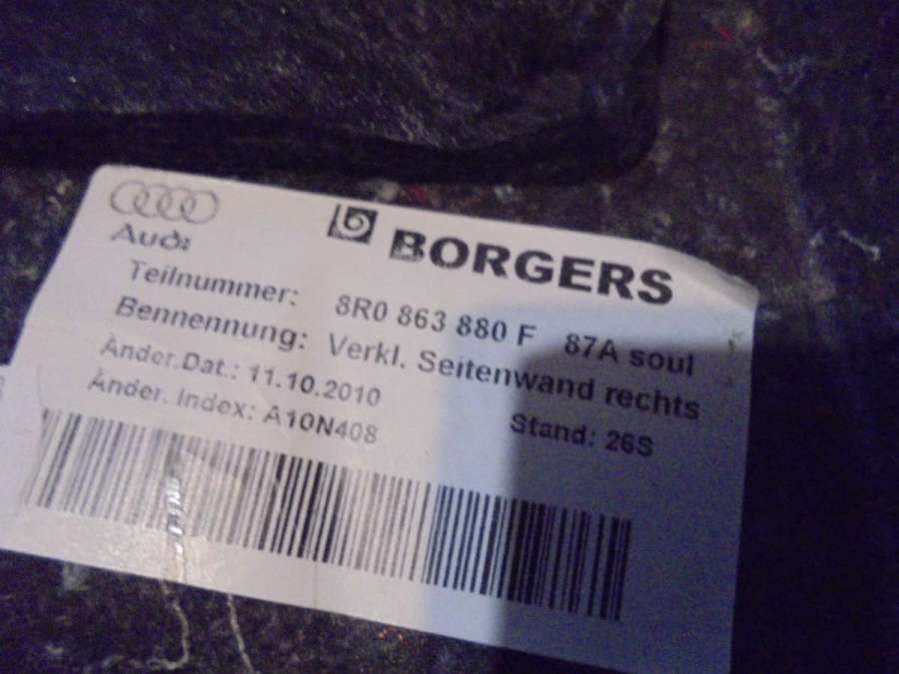 Audi
BORGERS
Teilnummer: 8R0 863 880 F 87A soul
Bennennung: Verkl. Seitenwand rechts
Änder.Dat.: 11.10.2010
Stand: 26S
Änder. Index: A10N408